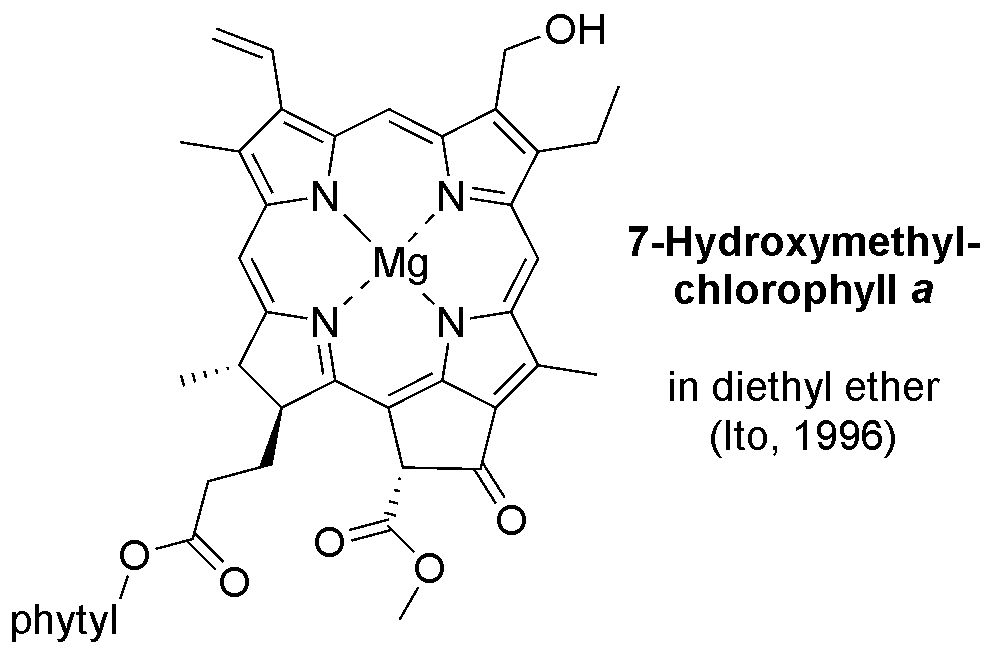 OH
N
N
Mg
N
N
O
O
O
O
O
phytyl
7-Hydroxymethyl-
chlorophyll a
in diethyl ether
(Ito, 1996)